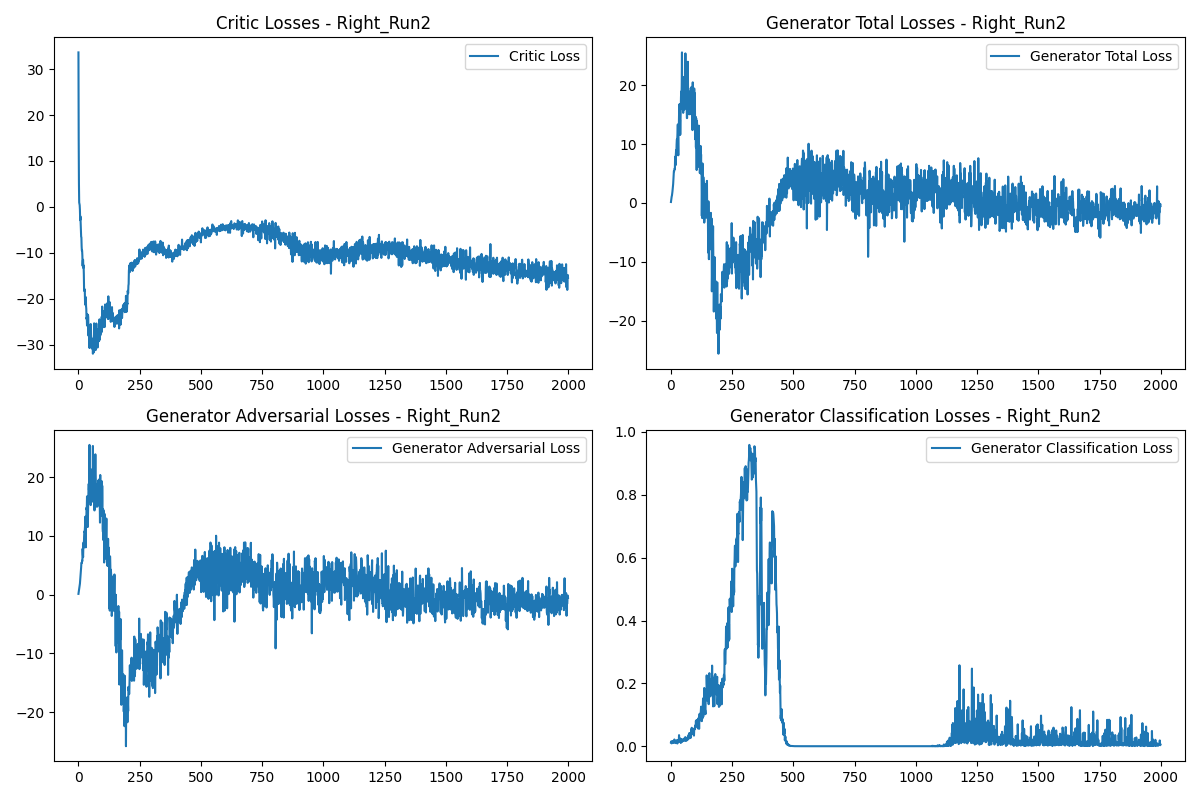 Critic Losses - Right_Run2
Critic Loss
30
20
10
0
−10
−20
−30
0 250 500 750 1000 1250 1500 1750 2000
Generator Total Losses - Right_Run2
Generator Total Loss
20
10
0
−10
−20
0 250 500 750 1000 1250 1500 1750 2000
Generator Adversarial Losses - Right_Run2
Generator Adversarial Loss
20
10
0
−10
−20
0 250 500 750 1000 1250 1500 1750 2000
Generator Classification Losses - Right_Run2
Generator Classification Loss
1.0
0.8
0.6
0.4
0.2
0.0
0 250 500 750 1000 1250 1500 1750 2000